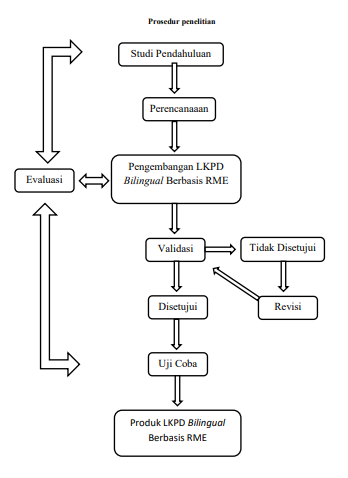 Prosedur penelitian
Studi Pendahuluan
Perencanaaan
Pengembangan LKPD
Bilingual Berbasis RME
Evaluasi
Validasi
Tidak Disetujui
Disetujui
Revisi
Uji Coba
Produk LKPD Bilingual
Berbasis RME